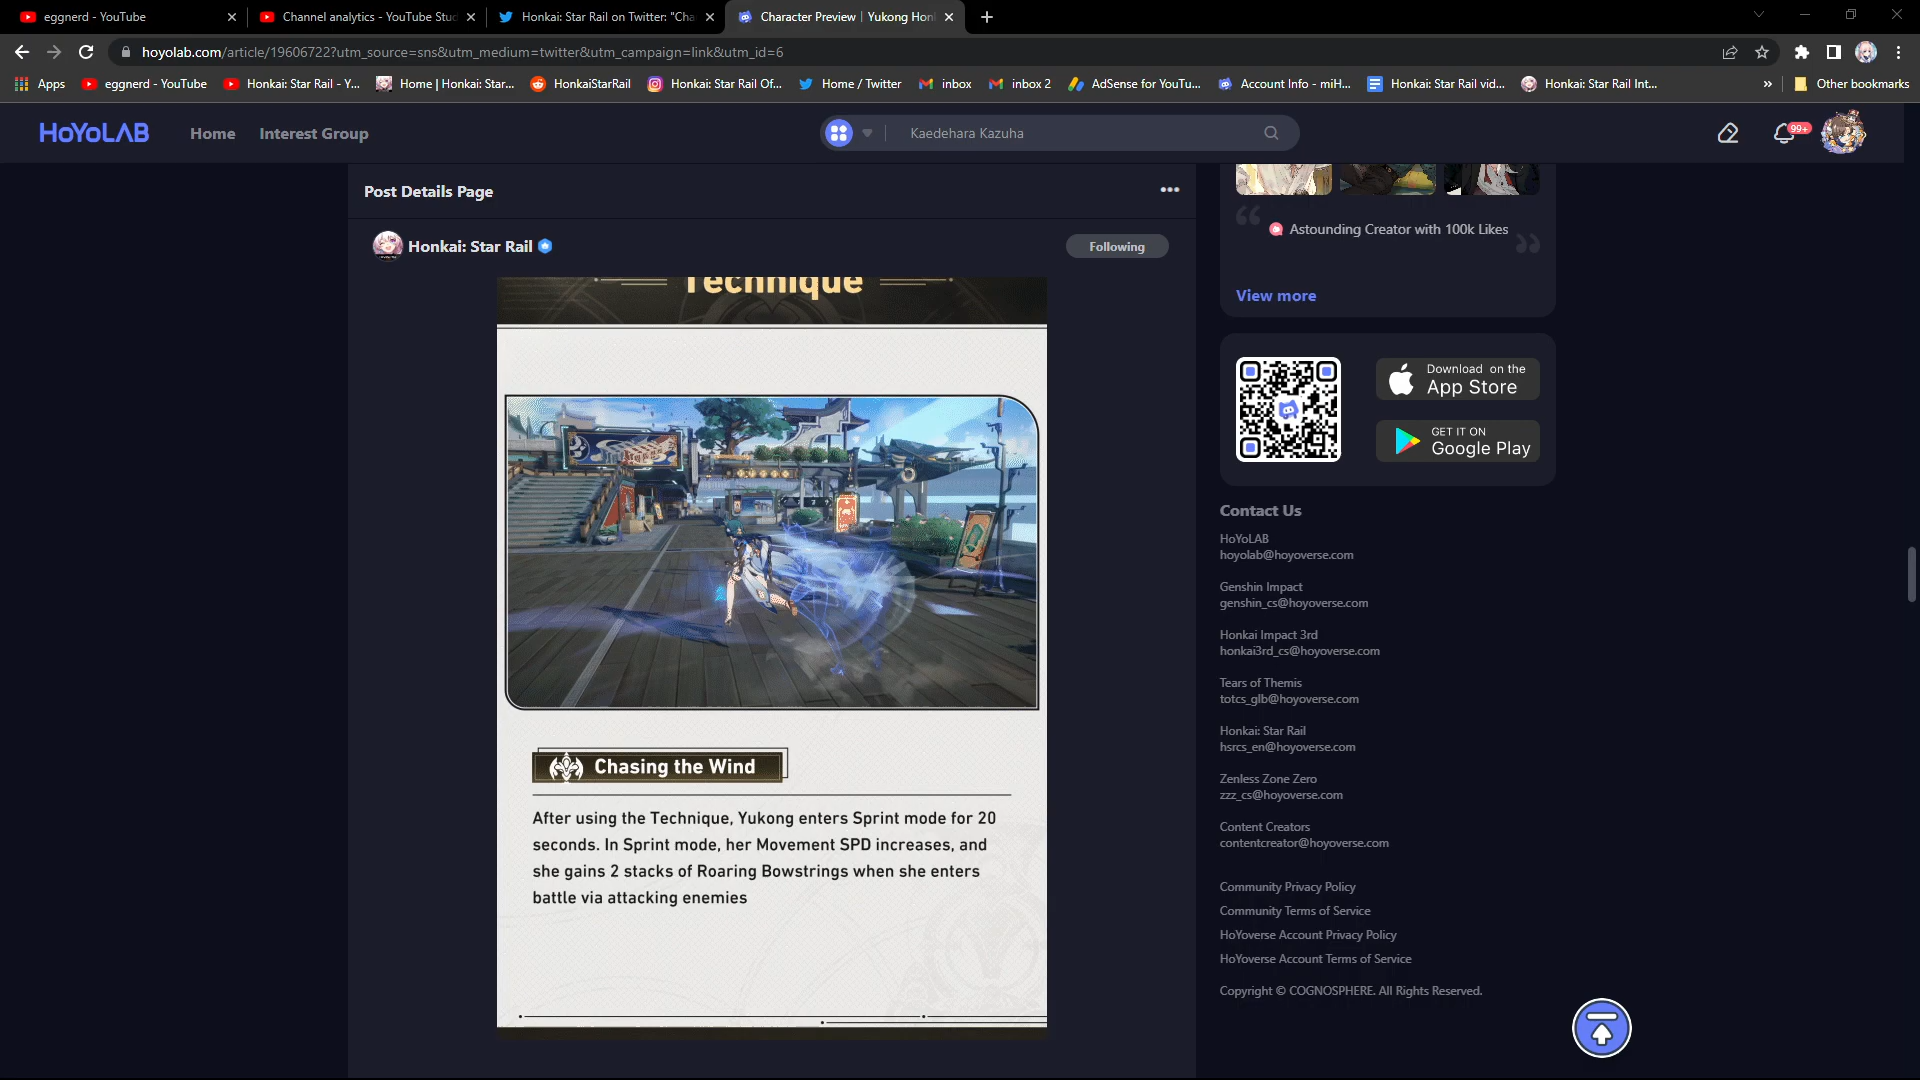 eggnerd - YouTube
Channel analytics - YouTube Stud
Honkai: Star Rail on Twitter: "Cha
Character Preview | Yukong Honk
hoyolab.com/article/19606722?utm_source=sns&utm_medium=twitter&utm_campaign=link&utm_id=6
Apps
eggnerd - YouTube
Honkai: Star Rail - Y...
Home | Honkai: Star...
HonkaiStarRail
Honkai: Star Rail Of...
Home / Twitter
inbox
inbox 2
AdSense for YouTu...
Account Info - miH...
Honkai: Star Rail vid...
Honkai: Star Rail Int...
Other bookmarks
HoYoLAB
Home
Interest Group
Kaedehara Kazuha
99+
Post Details Page
Honkai: Star Rail
Following
Technique
Chasing the Wind
After using the Technique, Yukong enters Sprint mode for 20
seconds. In Sprint mode, her Movement SPD increases, and
she gains 2 stacks of Roaring Bowstrings when she enters
battle via attacking enemies
Astounding Creator with 100k Likes
View more
Download on the
App Store
GET IT ON
Google Play
Contact Us
HoYoLAB
hoyolab@hoyoverse.com
Genshin Impact
genshin_cs@hoyoverse.com
Honkai Impact 3rd
honkai3rd_cs@hoyoverse.com
Tears of Themis
totcs_glb@hoyoverse.com
Honkai: Star Rail
hsrcs_en@hoyoverse.com
Zenless Zone Zero
zzz_cs@hoyoverse.com
Content Creators
contentcreator@hoyoverse.com
Community Privacy Policy
Community Terms of Service
HoYoverse Account Privacy Policy
HoYoverse Account Terms of Service
Copyright © COGNOSPHERE. All Rights Reserved.